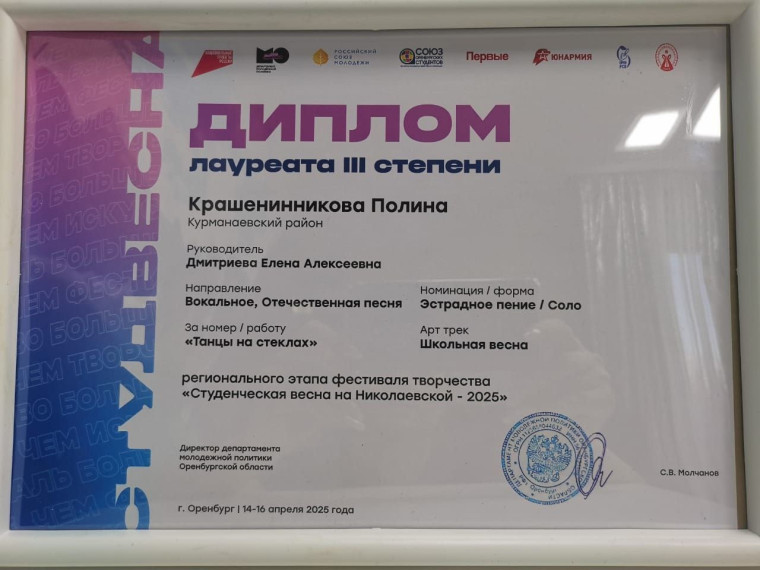 РОССИЙСКИЙ
СОЮЗ
МОЛОДЕЖИ
СОЮЗ
Первые
ЮНАРМИЯ
СТУДВЕСНА
ДИПЛОМ
лауреата III степени
Крашенинникова Полина
Курманаевский район
Руководитель
Дмитриева Елена Алексеевна
Направление
Вокальное, Отечественная песня
Номинация / форма
Эстрадное пение / Соло
За номер / работу
«Танцы на стеклах»
Арт трек
Школьная весна
регионального этапа фестиваля творчества
«Студенческая весна на Николаевской - 2025»
Директор департамента
молодежной политики
Оренбургской области
С.В. Молчанов
г. Оренбург | 14-16 апреля 2025 года